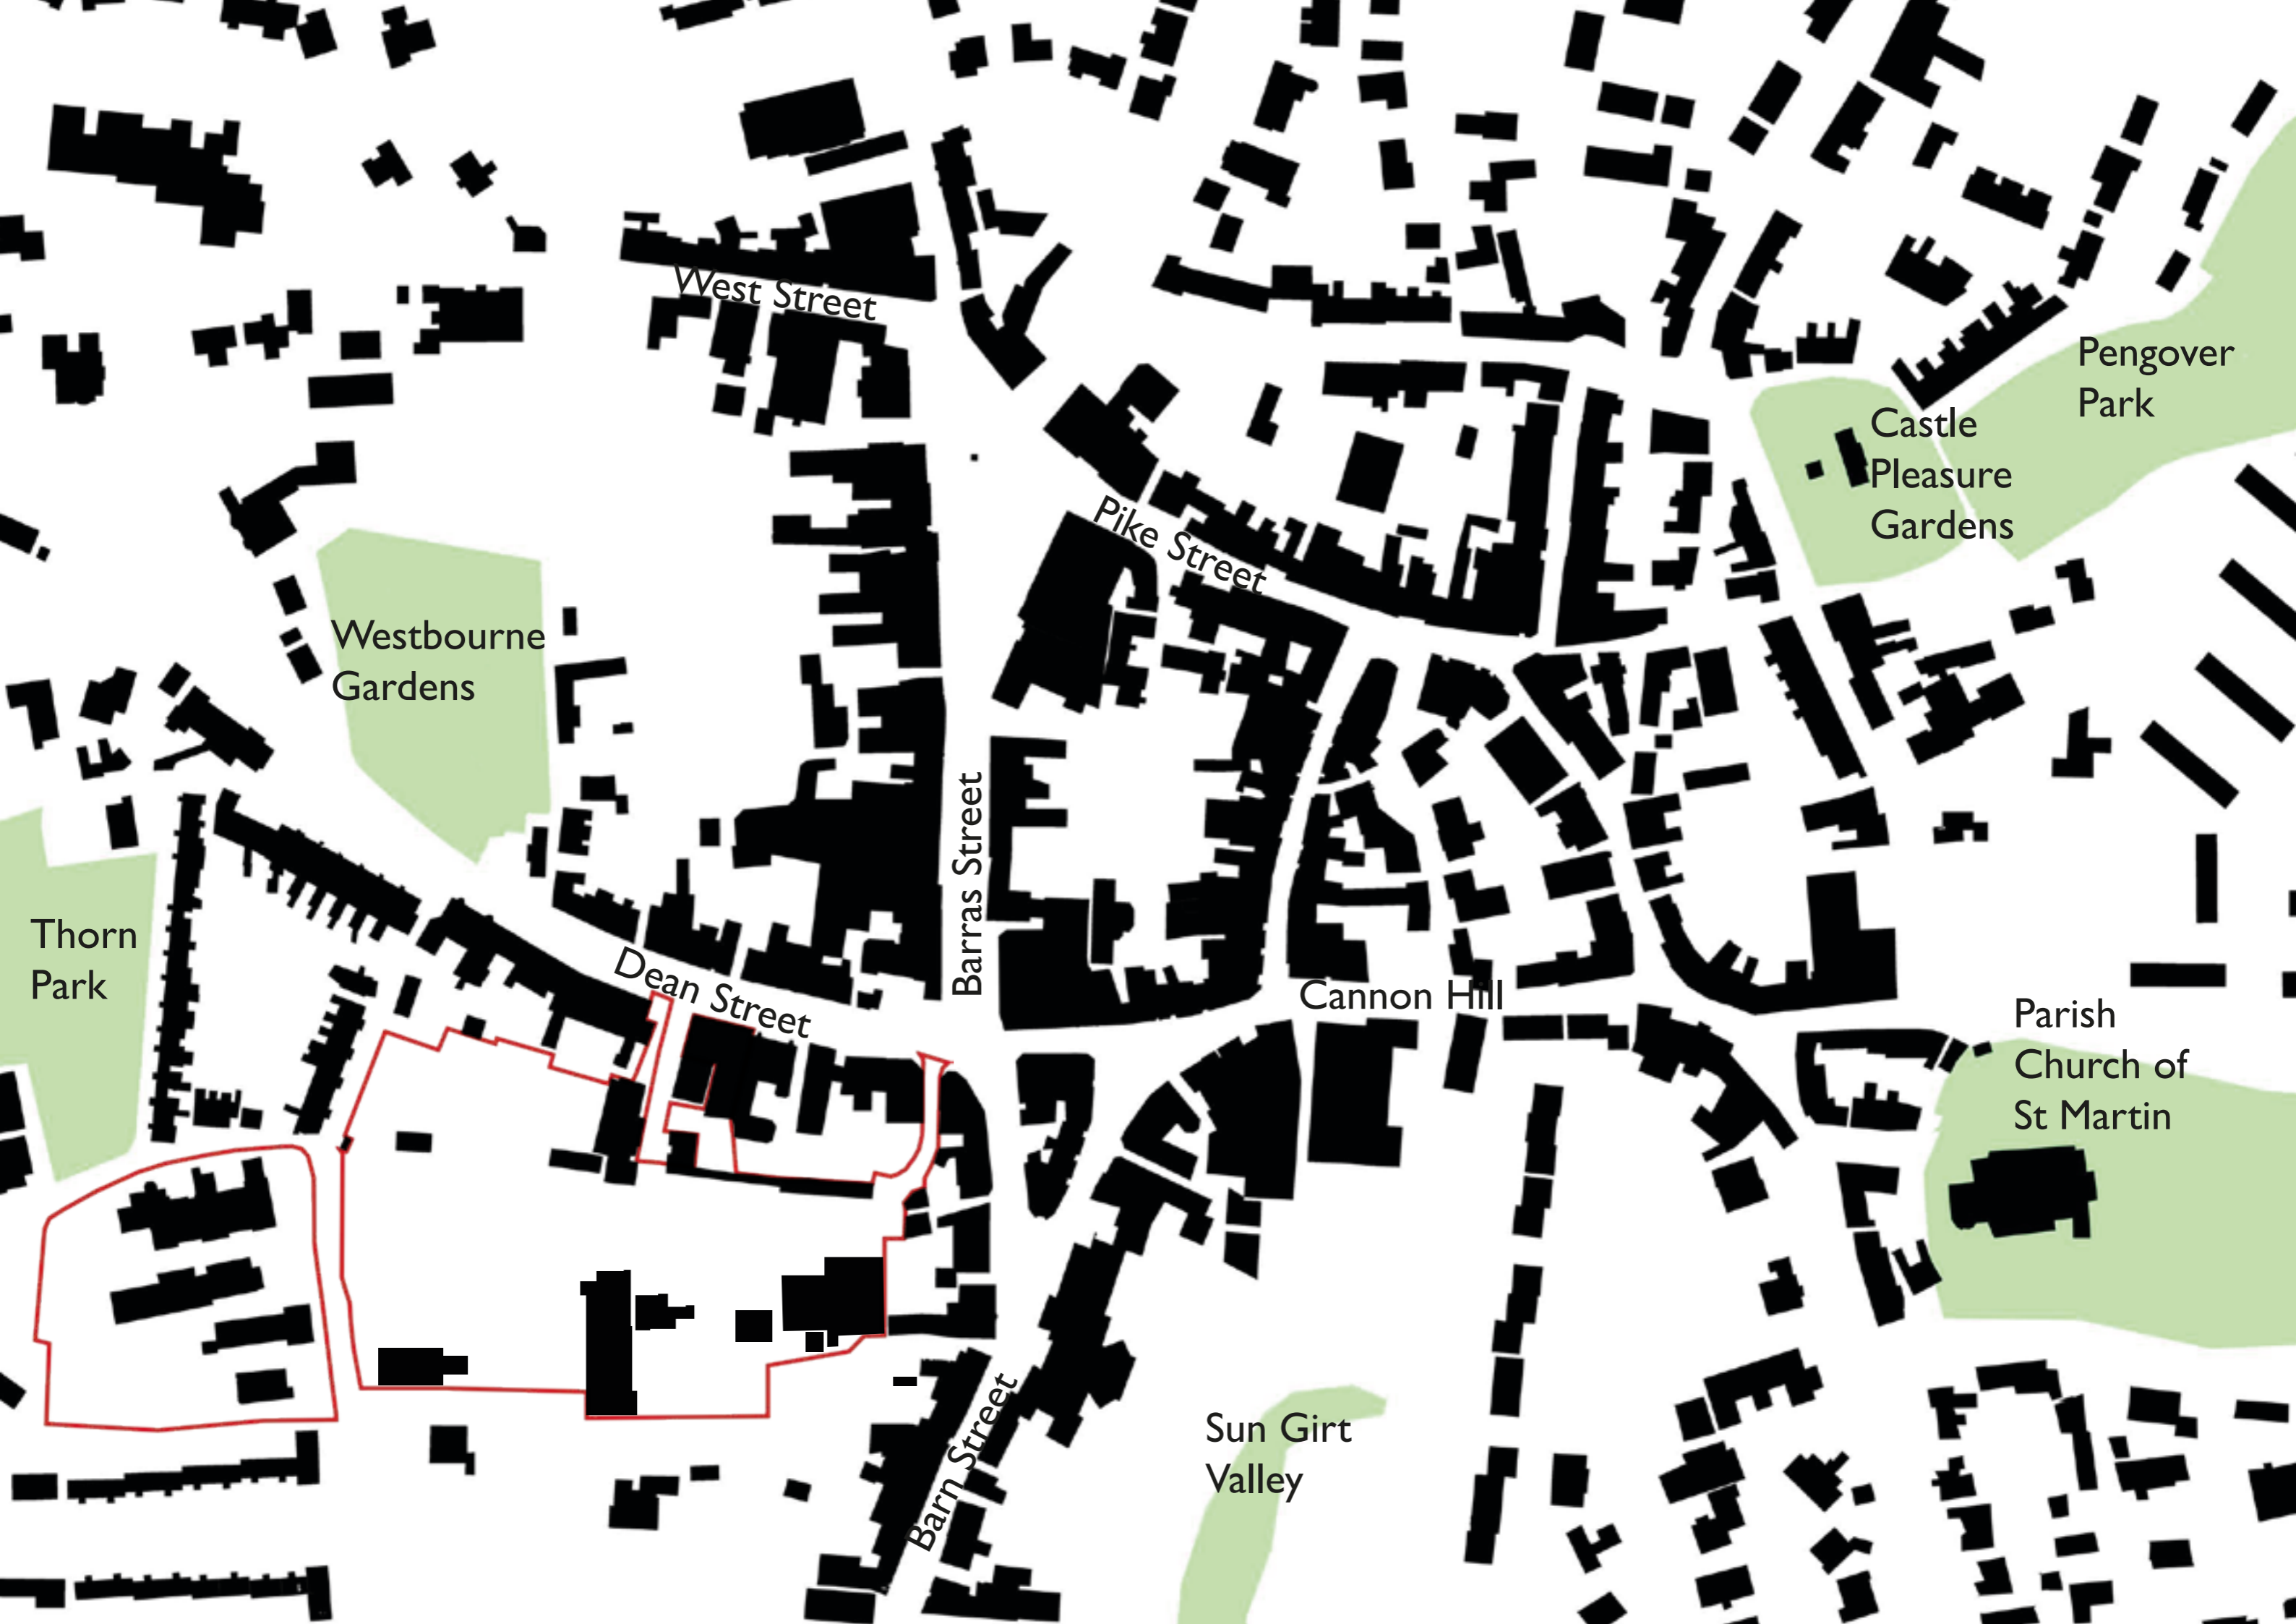 West Street
Pengover
Park
Castle
Pleasure
Gardens
Pike Street
Westbourne
Gardens
Barras Street
Thorn
Park
Dean Street
Cannon Hill
Parish
Church of
St Martin
Sun Girt
Valley
Barn Street